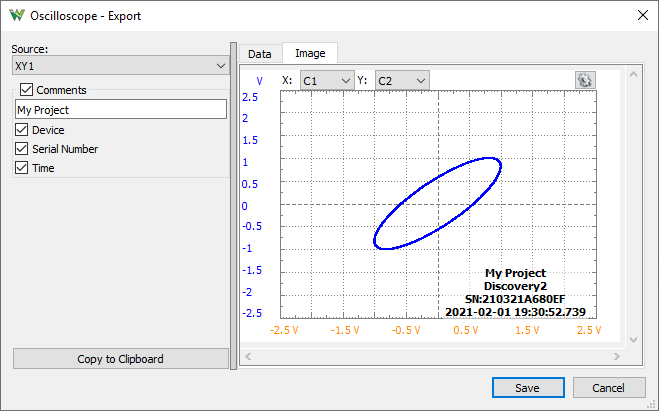 Oscilloscope - Export
Source:
XY1
Comments
My Project
Device
Serial Number
Time
Copy to Clipboard
Data
Image
V X: C1 Y: C2
2.5
2
1.5
1
0.5
0
-0.5
-1
-1.5
-2
-2.5
My Project
Discovery2
SN:210321A680EF
2021-02-01 19:30:52.739
-2.5 V -1.5 V -0.5 V 0.5 V 1.5 V 2.5 V
Save
Cancel